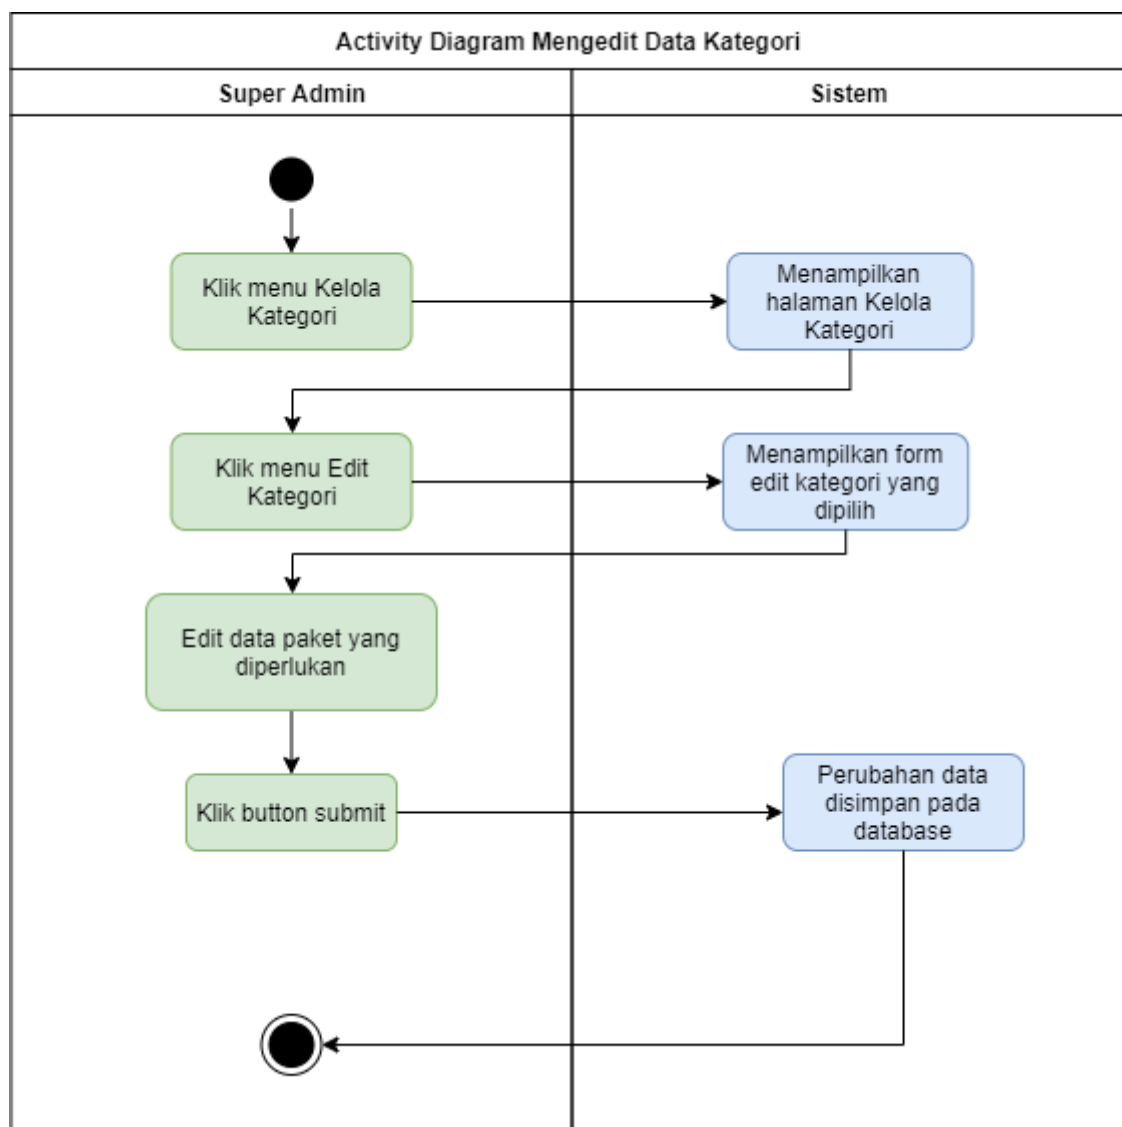 Activity Diagram Mengedit Data Kategori
Super Admin
Sistem
Klik menu Kelola
Kategori
Menampilkan
halaman Kelola
Kategori
Klik menu Edit
Kategori
Menampilkan form
edit kategori yang
dipilih
Edit data paket yang
diperlukan
Klik button submit
Perubahan data
disimpan pada
database